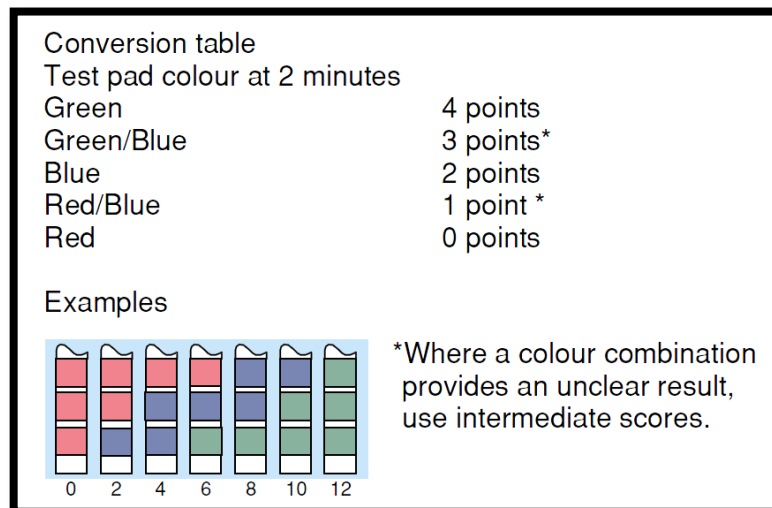 Conversion table
Test pad colour at 2 minutes
Green 4 points
Green/Blue 3 points*
Blue 2 points
Red/Blue 1 point *
Red 0 points
Examples
*Where a colour combination
provides an unclear result,
use intermediate scores.
0 2 4 6 8 10 12